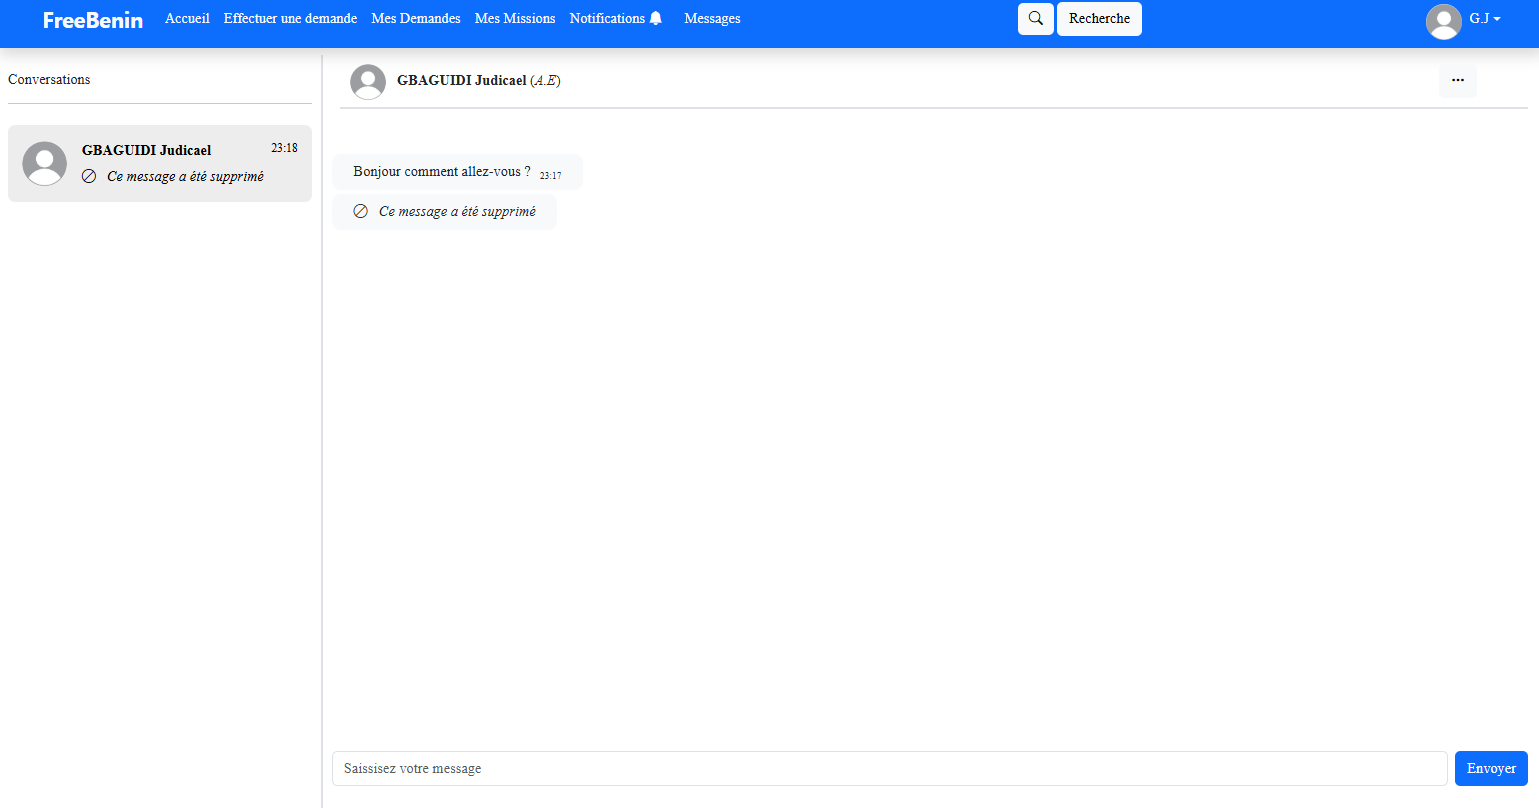 FreeBenin Accueil Effectuer une demande Mes Demandes Mes Missions Notifications Messages Recherche G.J
Conversations
GBAGUIDI Judicael 23:18
Ce message a été supprimé
GBAGUIDI Judicael (A.E)
Bonjour comment allez-vous ? 23:17
Ce message a été supprimé
Saissisez votre message
Envoyer